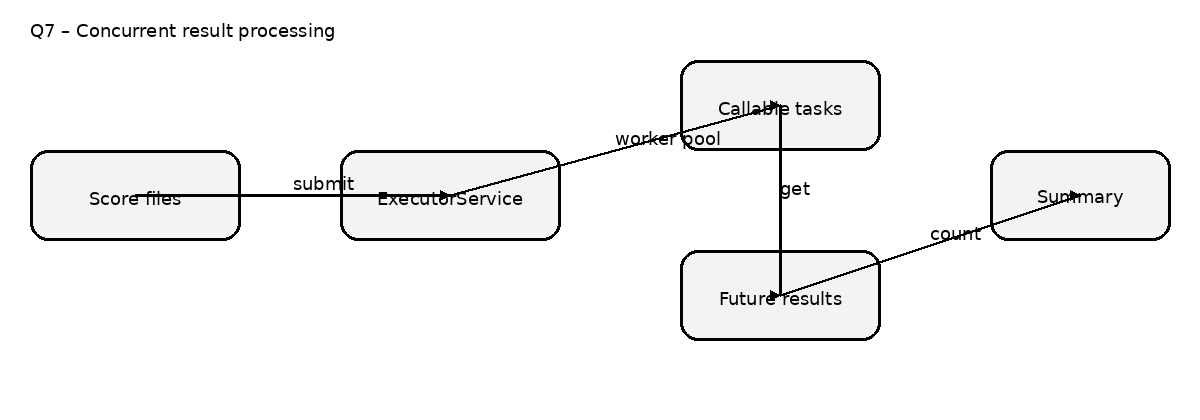 Q7 – Concurrent result processing
Score files
submit
ExecutorService
worker pool
Callable tasks
get
Future results
count
Summary